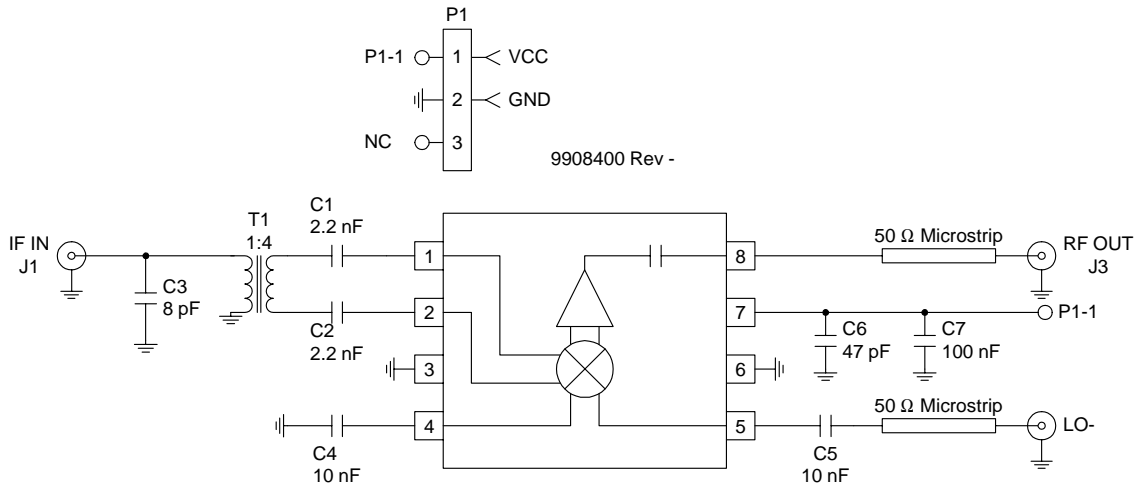 P1
P1-1
1
VCC
2
GND
NC
3
9908400 Rev -
IF IN
J1
C3
8 pF
T1
1:4
C1
2.2 nF
C2
2.2 nF
C4
10 nF
1
2
3
4
8
7
6
5
50 Ω Microstrip
RF OUT
J3
P1-1
C6
47 pF
C7
100 nF
50 Ω Microstrip
LO-
C5
10 nF